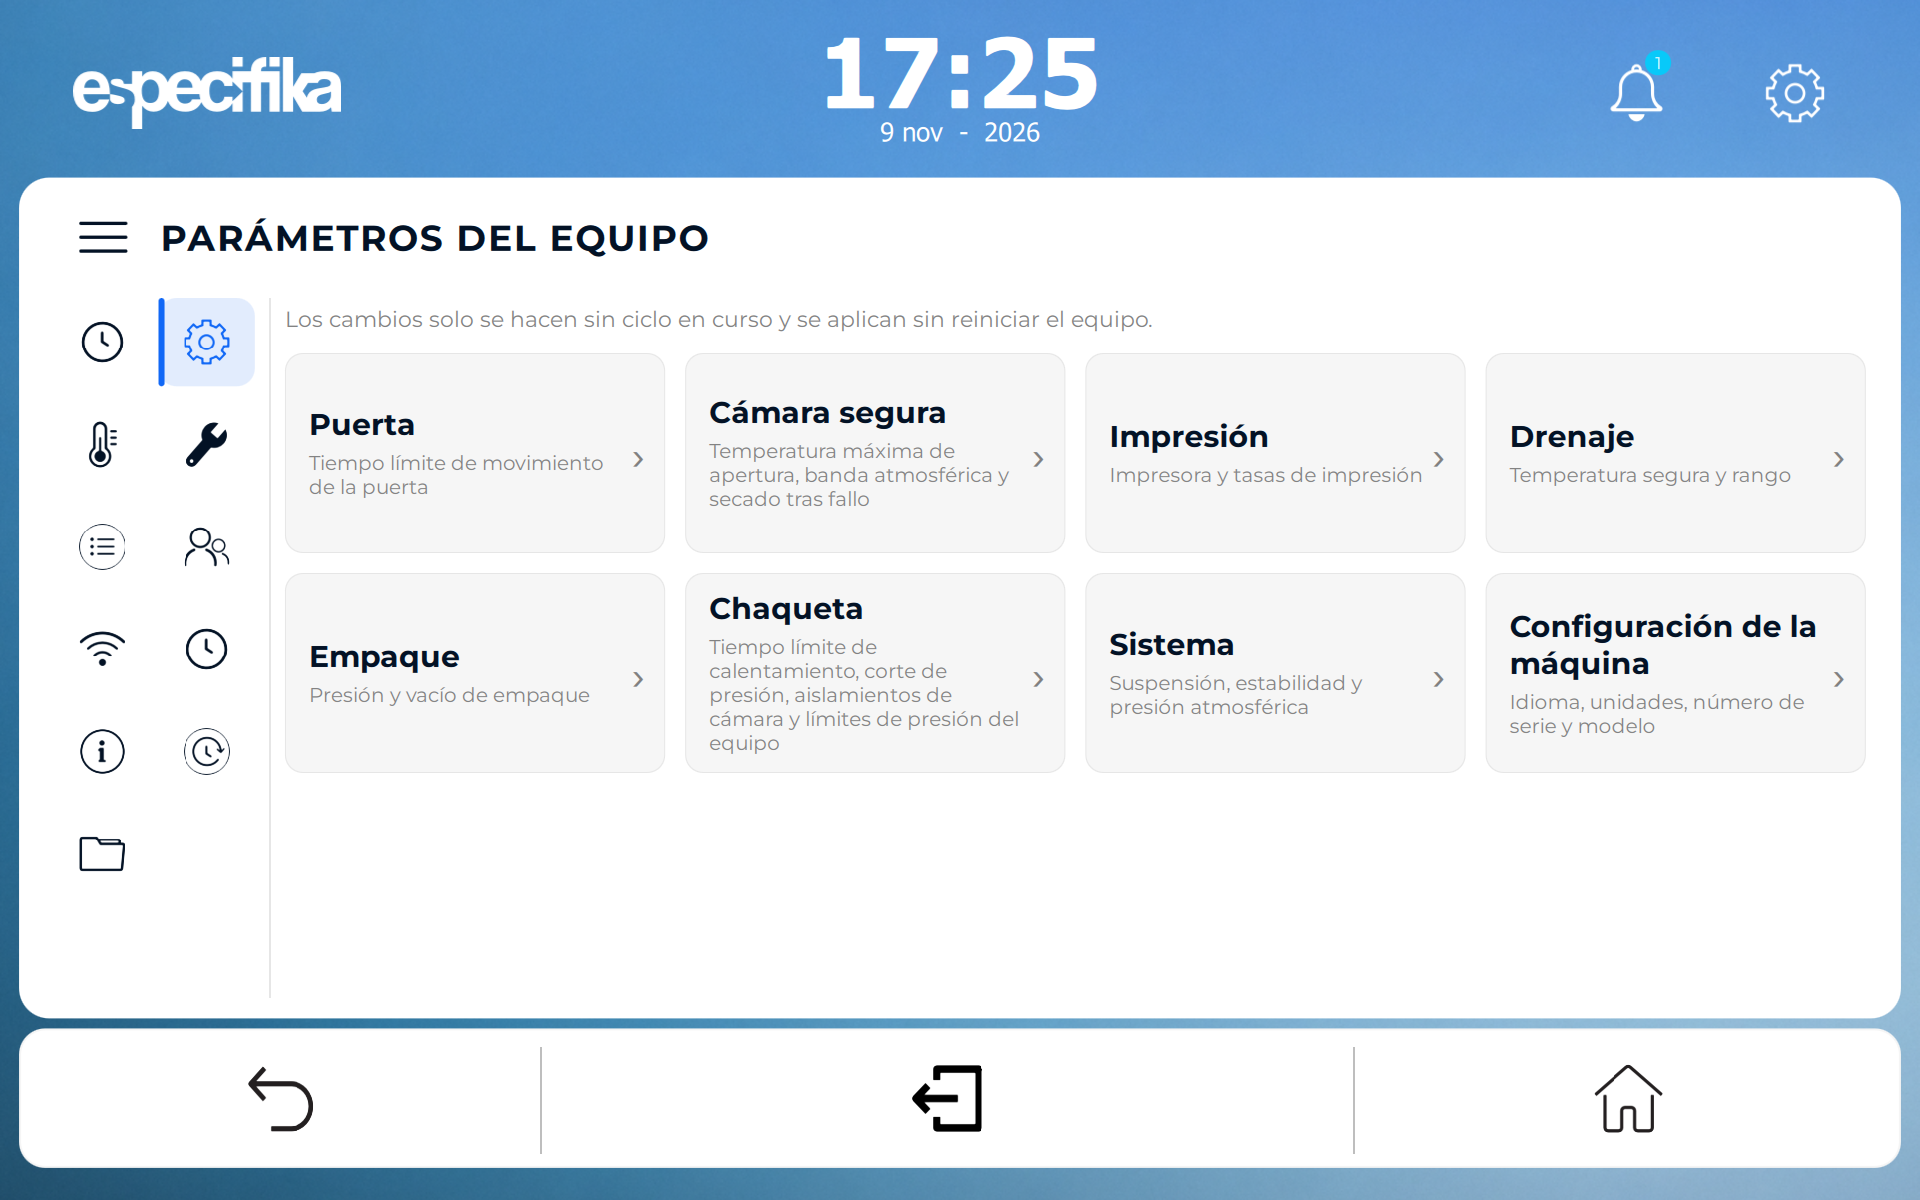 especifika
17:25
9 nov - 2026
1
PARÁMETROS DEL EQUIPO
Los cambios solo se hacen sin ciclo en curso y se aplican sin reiniciar el equipo.
Puerta
Tiempo límite de movimiento
de la puerta
Cámara segura
Temperatura máxima de
apertura, banda atmosférica y
secado tras fallo
Impresión
Impresora y tasas de impresión
Drenaje
Temperatura segura y rango
Empaque
Presión y vacío de empaque
Chaqueta
Tiempo límite de
calentamiento, corte de
presión, aislamientos de
cámara y límites de presión del
equipo
Sistema
Suspensión, estabilidad y
presión atmosférica
Configuración de la
máquina
Idioma, unidades, número de
serie y modelo